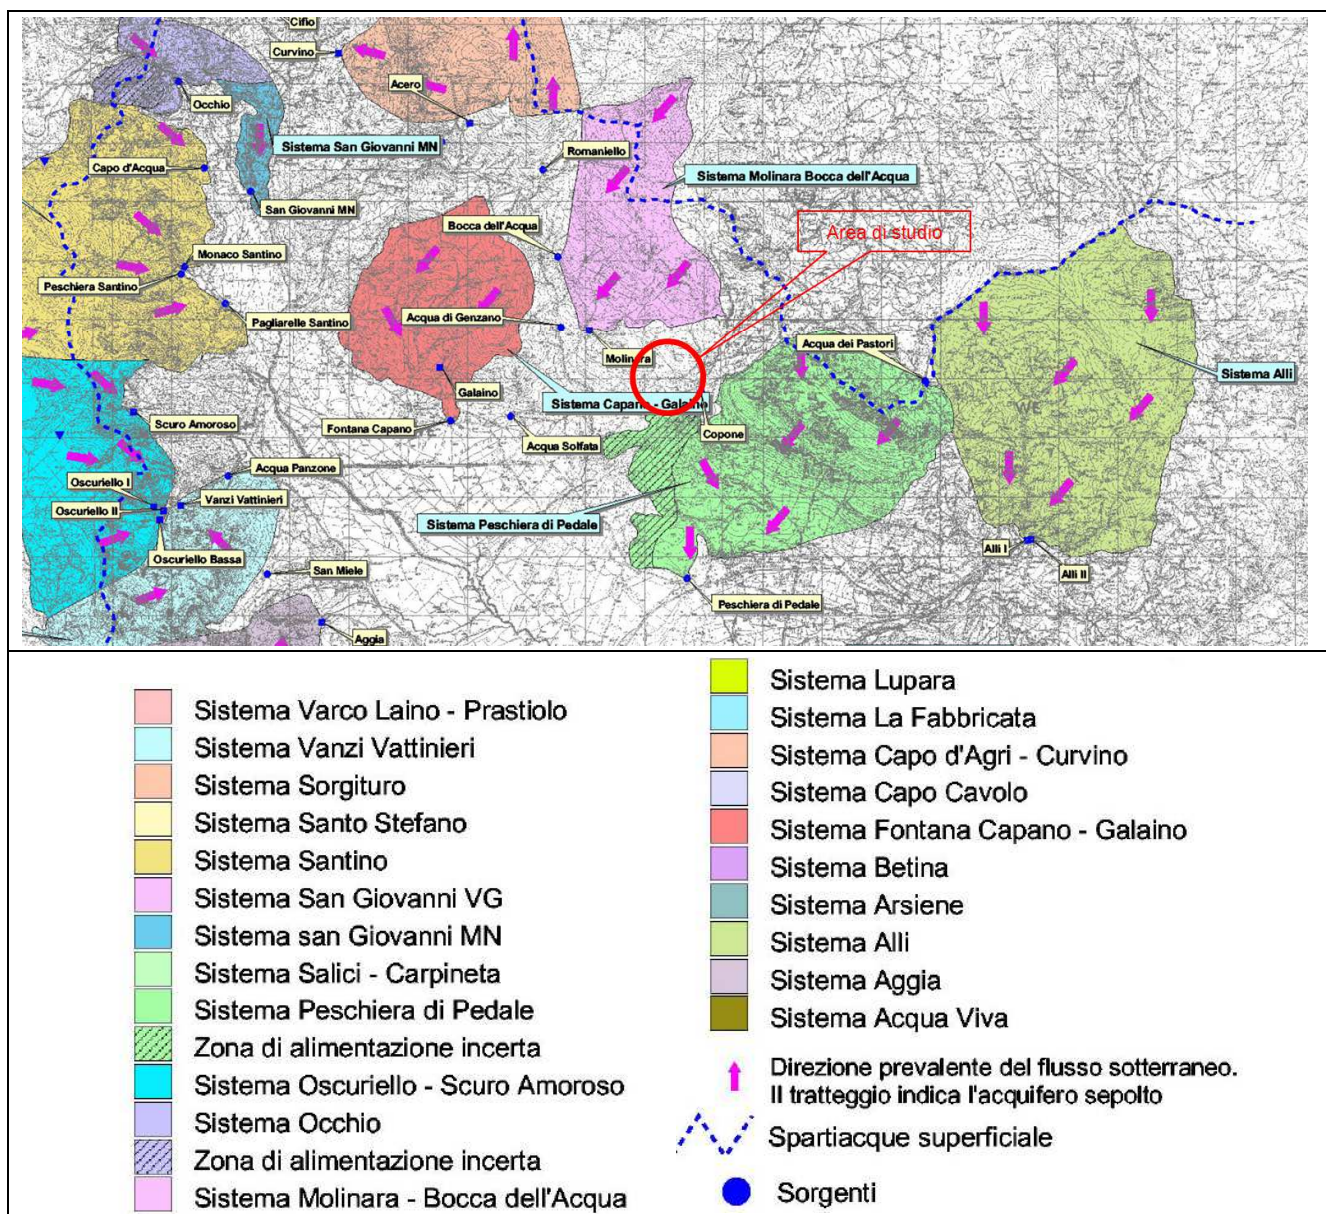 Cifio
Curvino
Acero
Occhio
Sistema San Giovanni MN
Romaniello
Capo d'Acqua
Sistema Molinara Bocca dell'Acqua
San Giovanni MN
Bocca dell'Acqua
Area di studio
Monaco Santino
Peschiera Santino
Pagliarelle Santino
Acqua di Genzano
Molinara
Acqua dei Pastori
Galaino
Sistema Capano - Galaino
Sistema Alli
Scuro Amoroso
Fontana Capano
Acqua Solfata
Copone
Acqua Panzone
Oscuriello I
Vanzi Vattinieri
Oscuriello II
Sistema Peschiera di Pedale
Oscuriello Bassa
San Miele
Alli I
Alli II
Peschiera di Pedale
Aggia
Sistema Varco Laino - Prastiolo
Sistema Vanzi Vattinieri
Sistema Sorgituro
Sistema Santo Stefano
Sistema Santino
Sistema San Giovanni VG
Sistema san Giovanni MN
Sistema Salici - Carpineta
Sistema Peschiera di Pedale
Zona di alimentazione incerta
Sistema Oscuriello - Scuro Amoroso
Sistema Occhio
Zona di alimentazione incerta
Sistema Molinara - Bocca dell'Acqua
Sistema Lupara
Sistema La Fabbricata
Sistema Capo d'Agri - Curvino
Sistema Capo Cavolo
Sistema Fontana Capano - Galaino
Sistema Betina
Sistema Arsiene
Sistema Alli
Sistema Aggia
Sistema Acqua Viva
Direzione prevalente del flusso sotterraneo.
Il tratteggio indica l'acquifero sepolto
Spartiacque superficiale
Sorgenti